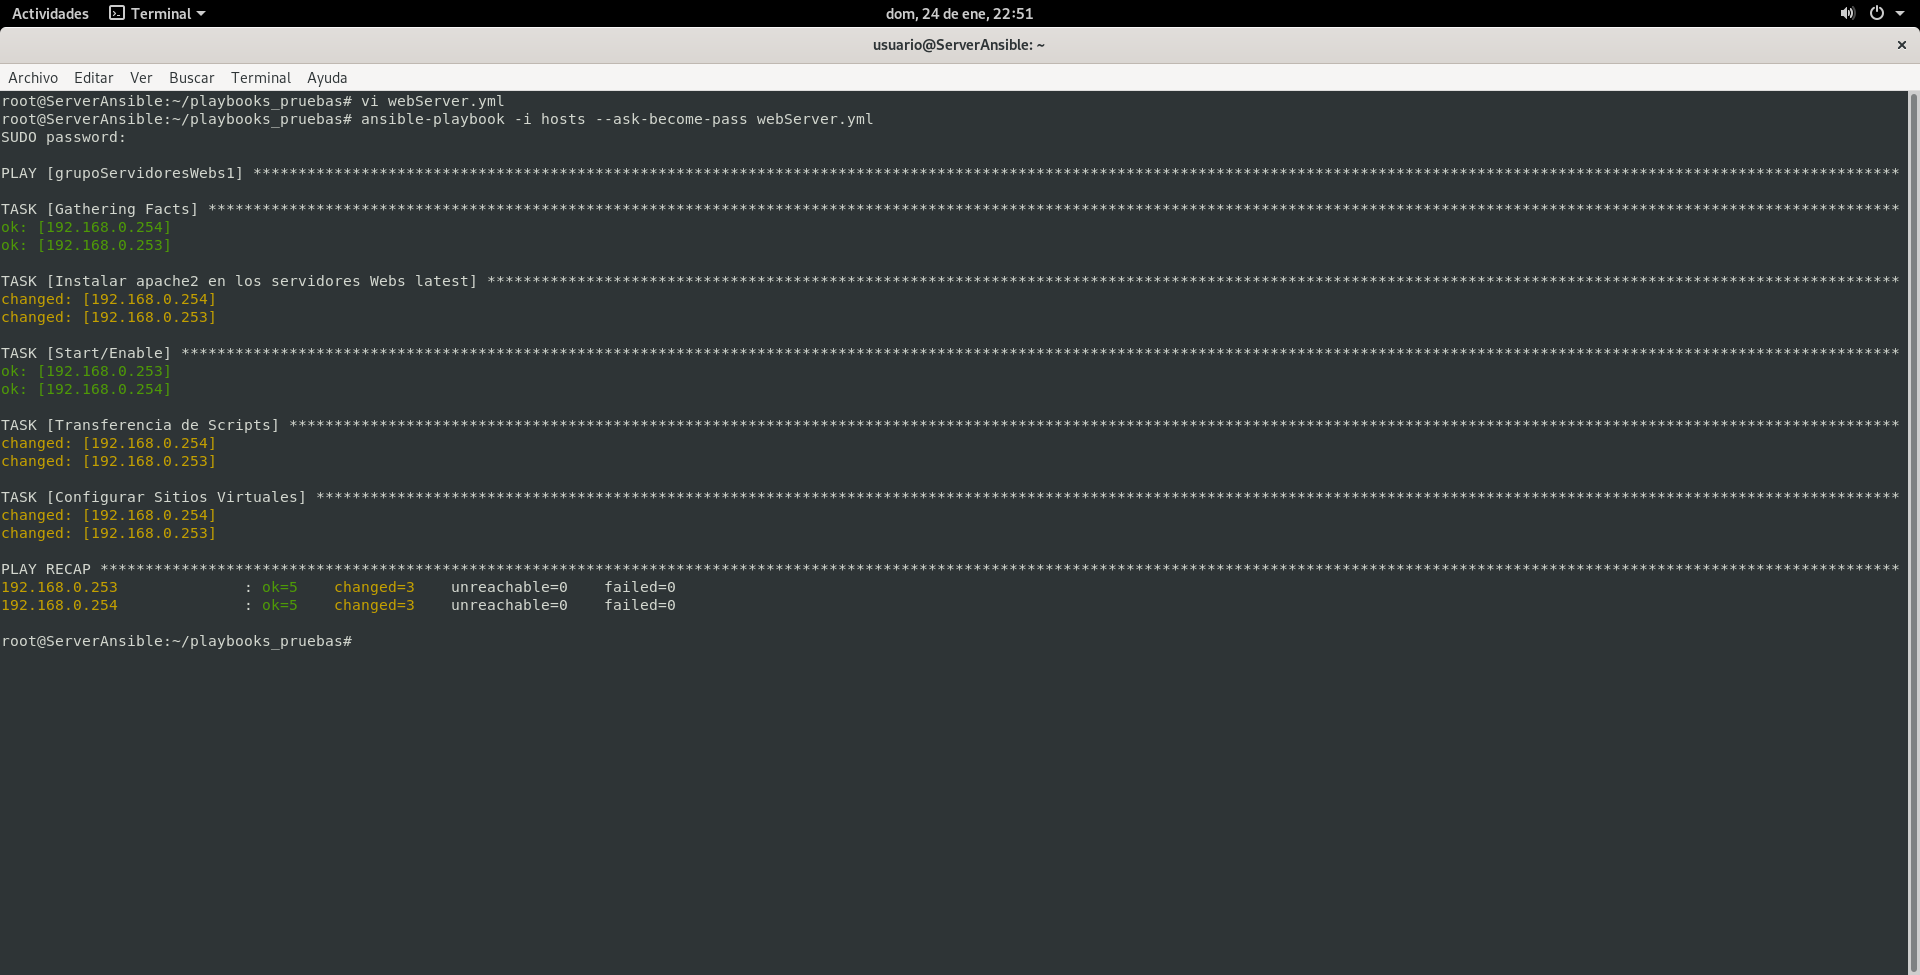 Actividades Terminal dom, 24 de ene, 22:51
usuario@ServerAnsible: ~
Archivo Editar Ver Buscar Terminal Ayuda
root@ServerAnsible:~/playbooks_pruebas# vi webServer.yml
root@ServerAnsible:~/playbooks_pruebas# ansible-playbook -i hosts --ask-become-pass webServer.yml
SUDO password:
PLAY [grupoServidoresWebs1] ***************************************************************************************************************************************************************************************
TASK [Gathering Facts] ********************************************************************************************************************************************************************************************
ok: [192.168.0.254]
ok: [192.168.0.253]
TASK [Instalar apache2 en los servidores Webs latest] *************************************************************************************************************************************************************
changed: [192.168.0.254]
changed: [192.168.0.253]
TASK [Start/Enable] ***********************************************************************************************************************************************************************************************
ok: [192.168.0.253]
ok: [192.168.0.254]
TASK [Transferencia de Scripts] ***********************************************************************************************************************************************************************************
changed: [192.168.0.254]
changed: [192.168.0.253]
TASK [Configurar Sitios Virtuales] ********************************************************************************************************************************************************************************
changed: [192.168.0.254]
changed: [192.168.0.253]
PLAY RECAP ********************************************************************************************************************************************************************************************************
192.168.0.253              : ok=5    changed=3    unreachable=0    failed=0
192.168.0.254              : ok=5    changed=3    unreachable=0    failed=0
root@ServerAnsible:~/playbooks_pruebas#